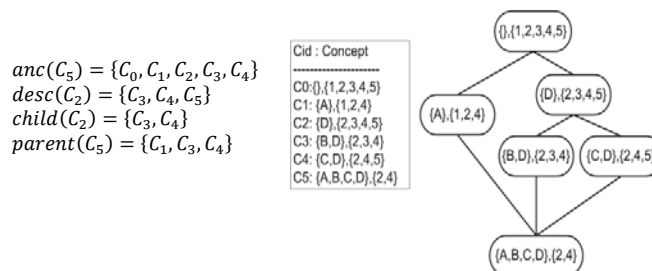 anc(C₅) = {C₀, C₁, C₂, C₃, C₄}
desc(C₂) = {C₃, C₄, C₅}
child(C₂) = {C₃, C₄}
parent(C₅) = {C₁, C₃, C₄}
Cid : Concept
--------------------
C0:{},{1,2,3,4,5}
C1: {A},{1,2,4}
C2: {D},{2,3,4,5}
C3: {B,D},{2,3,4}
C4: {C,D},{2,4,5}
C5: {A,B,C,D},{2,4}
{},{1,2,3,4,5}
{A},{1,2,4}
{D},{2,3,4,5}
{B,D},{2,3,4}
{C,D},{2,4,5}
{A,B,C,D},{2,4}